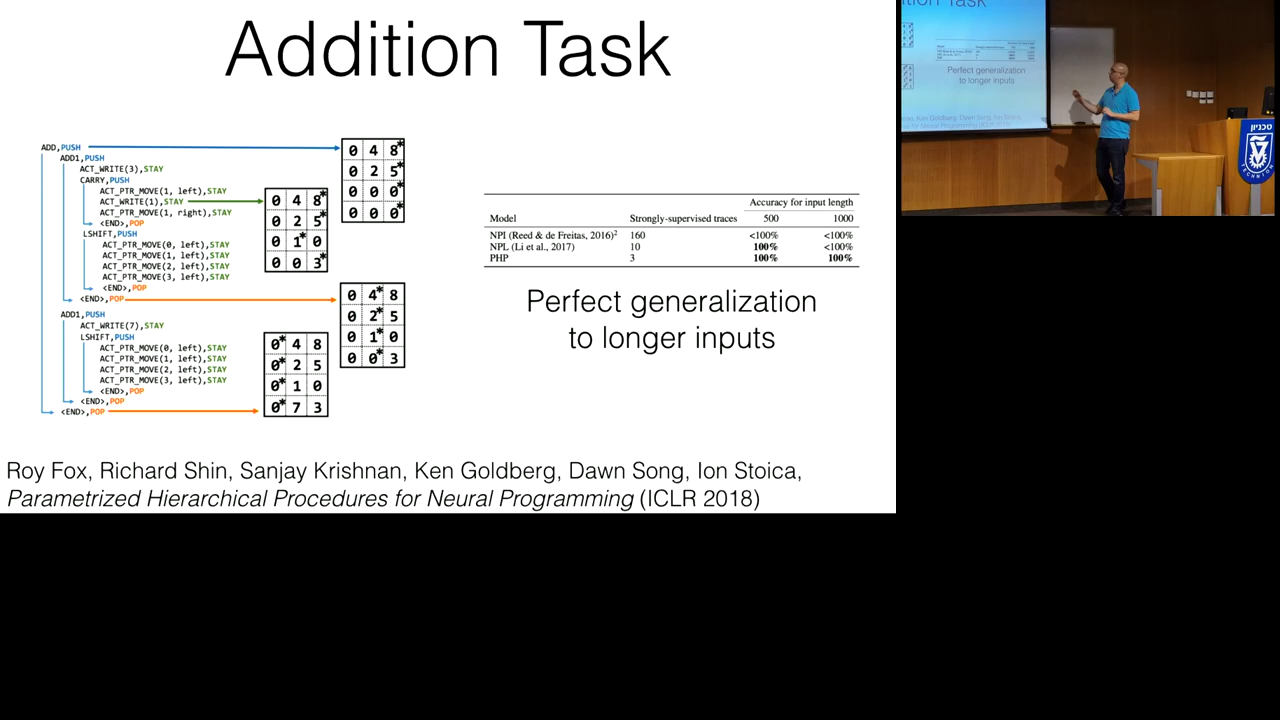 Addition Task
ADD,PUSH
ADD1,PUSH
ACT_WRITE(3),STAY
CARRY,PUSH
ACT_PTR_MOVE(1, left),STAY
ACT_WRITE(1),STAY
ACT_PTR_MOVE(1, right),STAY
<END>,POP
LSHIFT,PUSH
ACT_PTR_MOVE(0, left),STAY
ACT_PTR_MOVE(1, left),STAY
ACT_PTR_MOVE(2, left),STAY
ACT_PTR_MOVE(3, left),STAY
<END>,POP
<END>,POP
ADD1,PUSH
ACT_WRITE(7),STAY
LSHIFT,PUSH
ACT_PTR_MOVE(0, left),STAY
ACT_PTR_MOVE(1, left),STAY
ACT_PTR_MOVE(2, left),STAY
ACT_PTR_MOVE(3, left),STAY
<END>,POP
<END>,POP
<END>,POP
0 4 8*
0 2 5*
0 0 0*
0 0 0*
0 4 8*
0 2 5*
0 1* 0
0 0 3*
0 4* 8
0 2* 5
0 1* 0
0 0* 3
0* 4 8
0* 2 5
0* 1 0
0* 7 3
Accuracy for input length
Model Strongly-supervised traces 500 1000
NPI (Reed & de Freitas, 2016)² 160 <100% <100%
NPL (Li et al., 2017) 10 100% <100%
PHP 3 100% 100%
Perfect generalization
to longer inputs
Roy Fox, Richard Shin, Sanjay Krishnan, Ken Goldberg, Dawn Song, Ion Stoica,
Parametrized Hierarchical Procedures for Neural Programming (ICLR 2018)
Perfect generalization
to longer inputs
טכניון
TECHNION